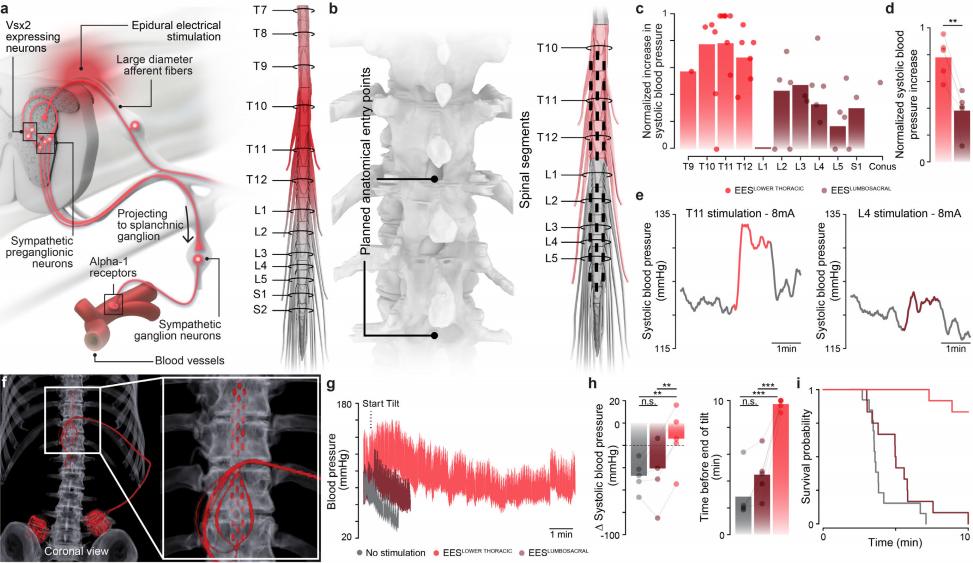 a
Vsx2
expressing
neurons
Epidural electrical
stimulation
Large diameter
afferent fibers
Projecting
to splanchnic
ganglion
Sympathetic
preganglionic
neurons
Alpha-1
receptors
Sympathetic
ganglion neurons
Blood vessels
T7
T8
T9
T10
T11
T12
L1
L2
L3
L4
L5
S1
S2
b
Planned anatomical entry points
Spinal segments
T10
T11
T12
L1
L2
L3
L4
L5
c
Normalized increase in
systolic blood pressure
1
0
T9 T10 T11 T12 L1 L2 L3 L4 L5 S1 Conus
EES LOWER THORACIC
EES LUMBOSACRAL
d
Normalized systolic blood
pressure increase
1
0
**
e
T11 stimulation - 8mA
Systolic blood pressure
(mmHg)
135
115
1min
L4 stimulation - 8mA
Systolic blood pressure
(mmHg)
135
115
1min
f
Coronal view
g
Start Tilt
Blood pressure
(mmHg)
180
20
1 min
No stimulation
EES LOWER THORACIC
EES LUMBOSACRAL
h
Δ Systolic blood pressure
(mmHg)
20
0
-100
**
**
n.s.
Time before end of tilt
(min)
10
0
***
***
n.s.
i
Survival probability
1
0
0 5 10
Time (min)